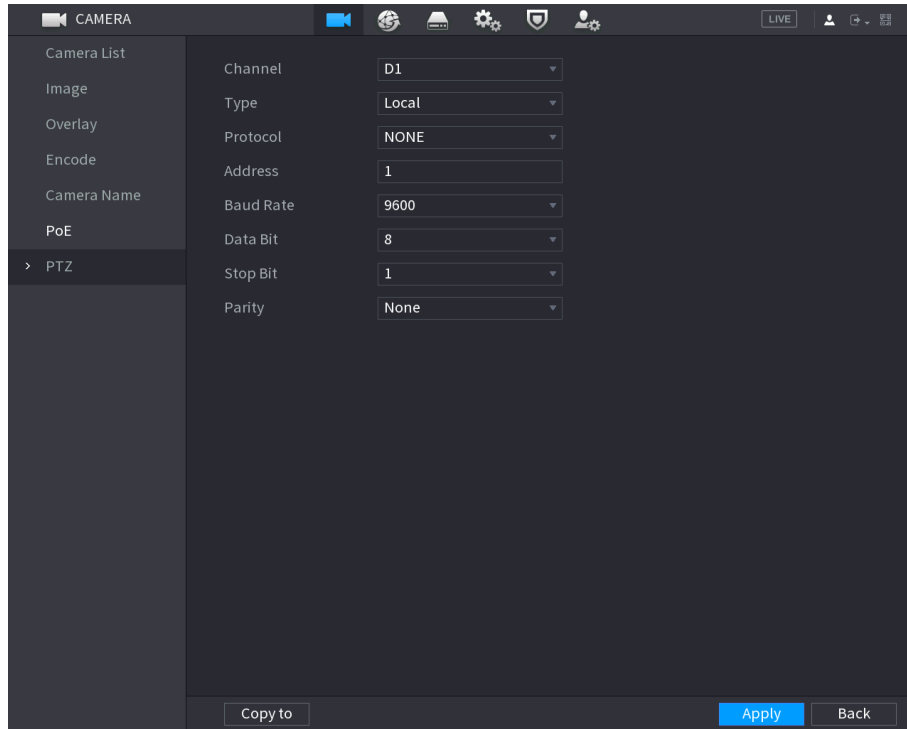 CAMERA
LIVE
Camera List
Image
Overlay
Encode
Camera Name
PoE
PTZ
Channel D1
Type Local
Protocol NONE
Address 1
Baud Rate 9600
Data Bit 8
Stop Bit 1
Parity None
Copy to Apply Back